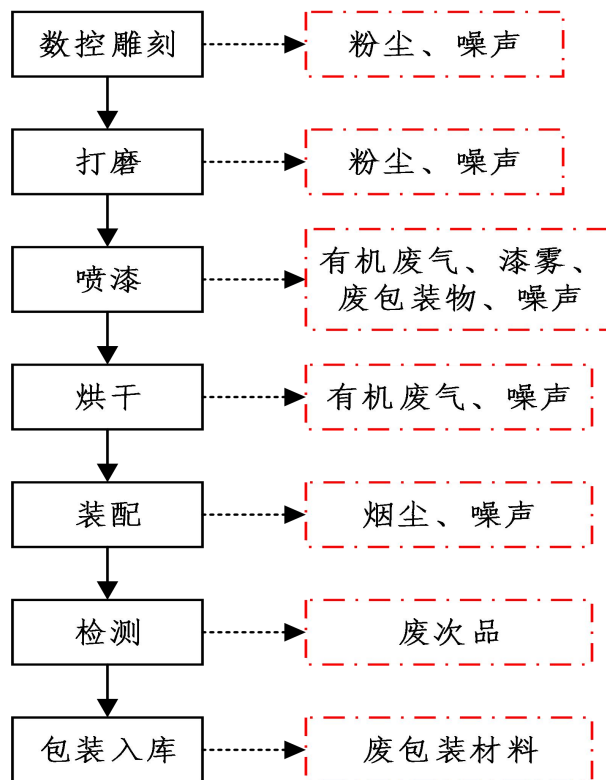 数控雕刻
粉尘、噪声
打磨
粉尘、噪声
喷漆
有机废气、漆雾、
废包装物、噪声
烘干
有机废气、噪声
装配
烟尘、噪声
检测
废次品
包装入库
废包装材料